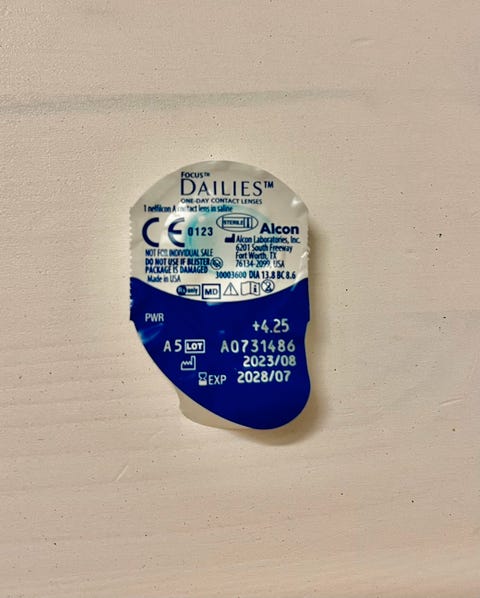 FOCUS™
DAILIES™
ONE-DAY CONTACT LENSES
1 nelfilcon A contact lens in saline
CE 0123
STERILE
Alcon
Alcon Laboratories, Inc.
6201 South Freeway
Fort Worth, TX
76134-2099, USA
NOT FOR INDIVIDUAL SALE
DO NOT USE IF BLISTER
PACKAGE IS DAMAGED
30003600 DIA 13.8 BC 8.6
Made in USA
Rx only MD
PWR +4.25
A5 LOT A0731486
2023/08
EXP 2028/07